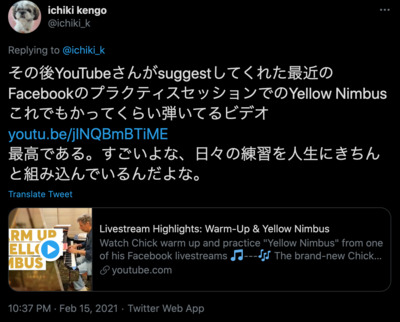 ichiki kengo
@ichiki_k
Replying to @ichiki_k
その後YouTubeさんがsuggestしてくれた最近の
FacebookのプラクティスセッションでのYellow Nimbus
これでもかってくらい弾いてるビデオ
youtu.be/jlNQBmBTiME
最高である。すごいよな、日々の練習を人生にきちん
と組み込んでいるんだよな。
Translate Tweet
Livestream Highlights: Warm-Up & Yellow Nimbus
Watch Chick warm up and practice "Yellow Nimbus" from one
of his Facebook livestreams 🎵---🎶 The brand-new Chick...
youtube.com
10:37 PM · Feb 15, 2021 · Twitter Web App